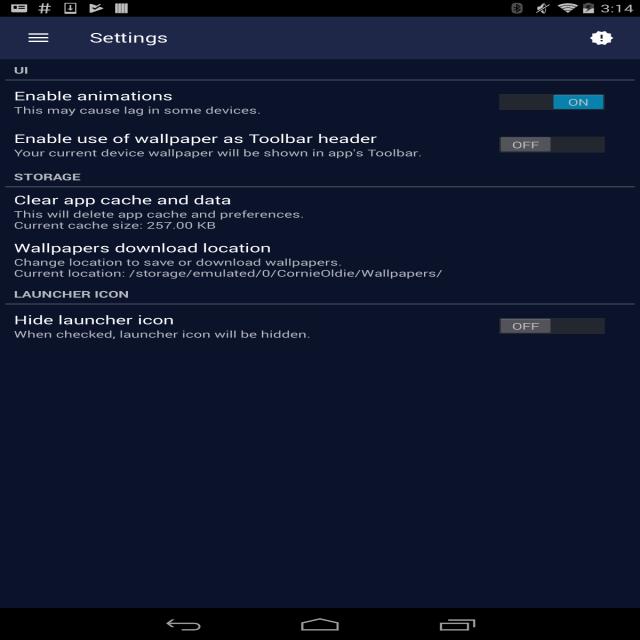 3:14
Settings
UI
Enable animations
This may cause lag in some devices.
ON
Enable use of wallpaper as Toolbar header
Your current device wallpaper will be shown in app's Toolbar.
OFF
STORAGE
Clear app cache and data
This will delete app cache and preferences.
Current cache size: 257.00 KB
Wallpapers download location
Change location to save or download wallpapers.
Current location: /storage/emulated/0/CornieOldie/Wallpapers/
LAUNCHER ICON
Hide launcher icon
When checked, launcher icon will be hidden.
OFF